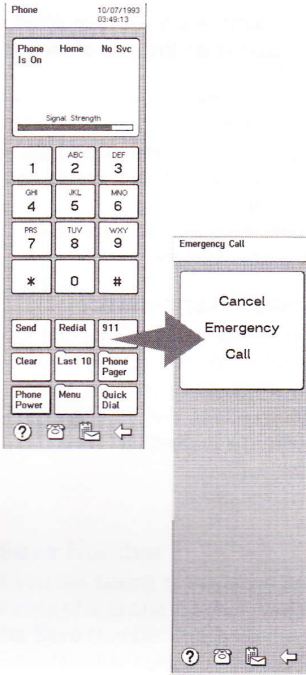 Phone 10/07/1993
03:49:13
Phone Home No Svc
Is On
Signal Strength
1 ABC 2 DEF 3
GHI 4 JKL 5 MNO 6
PRS 7 TUV 8 WXY 9
* 0 #
Send Redial 911
Clear Last 10 Phone Pager
Phone Power Menu Quick Dial
?
Emergency Call
Cancel
Emergency
Call
?